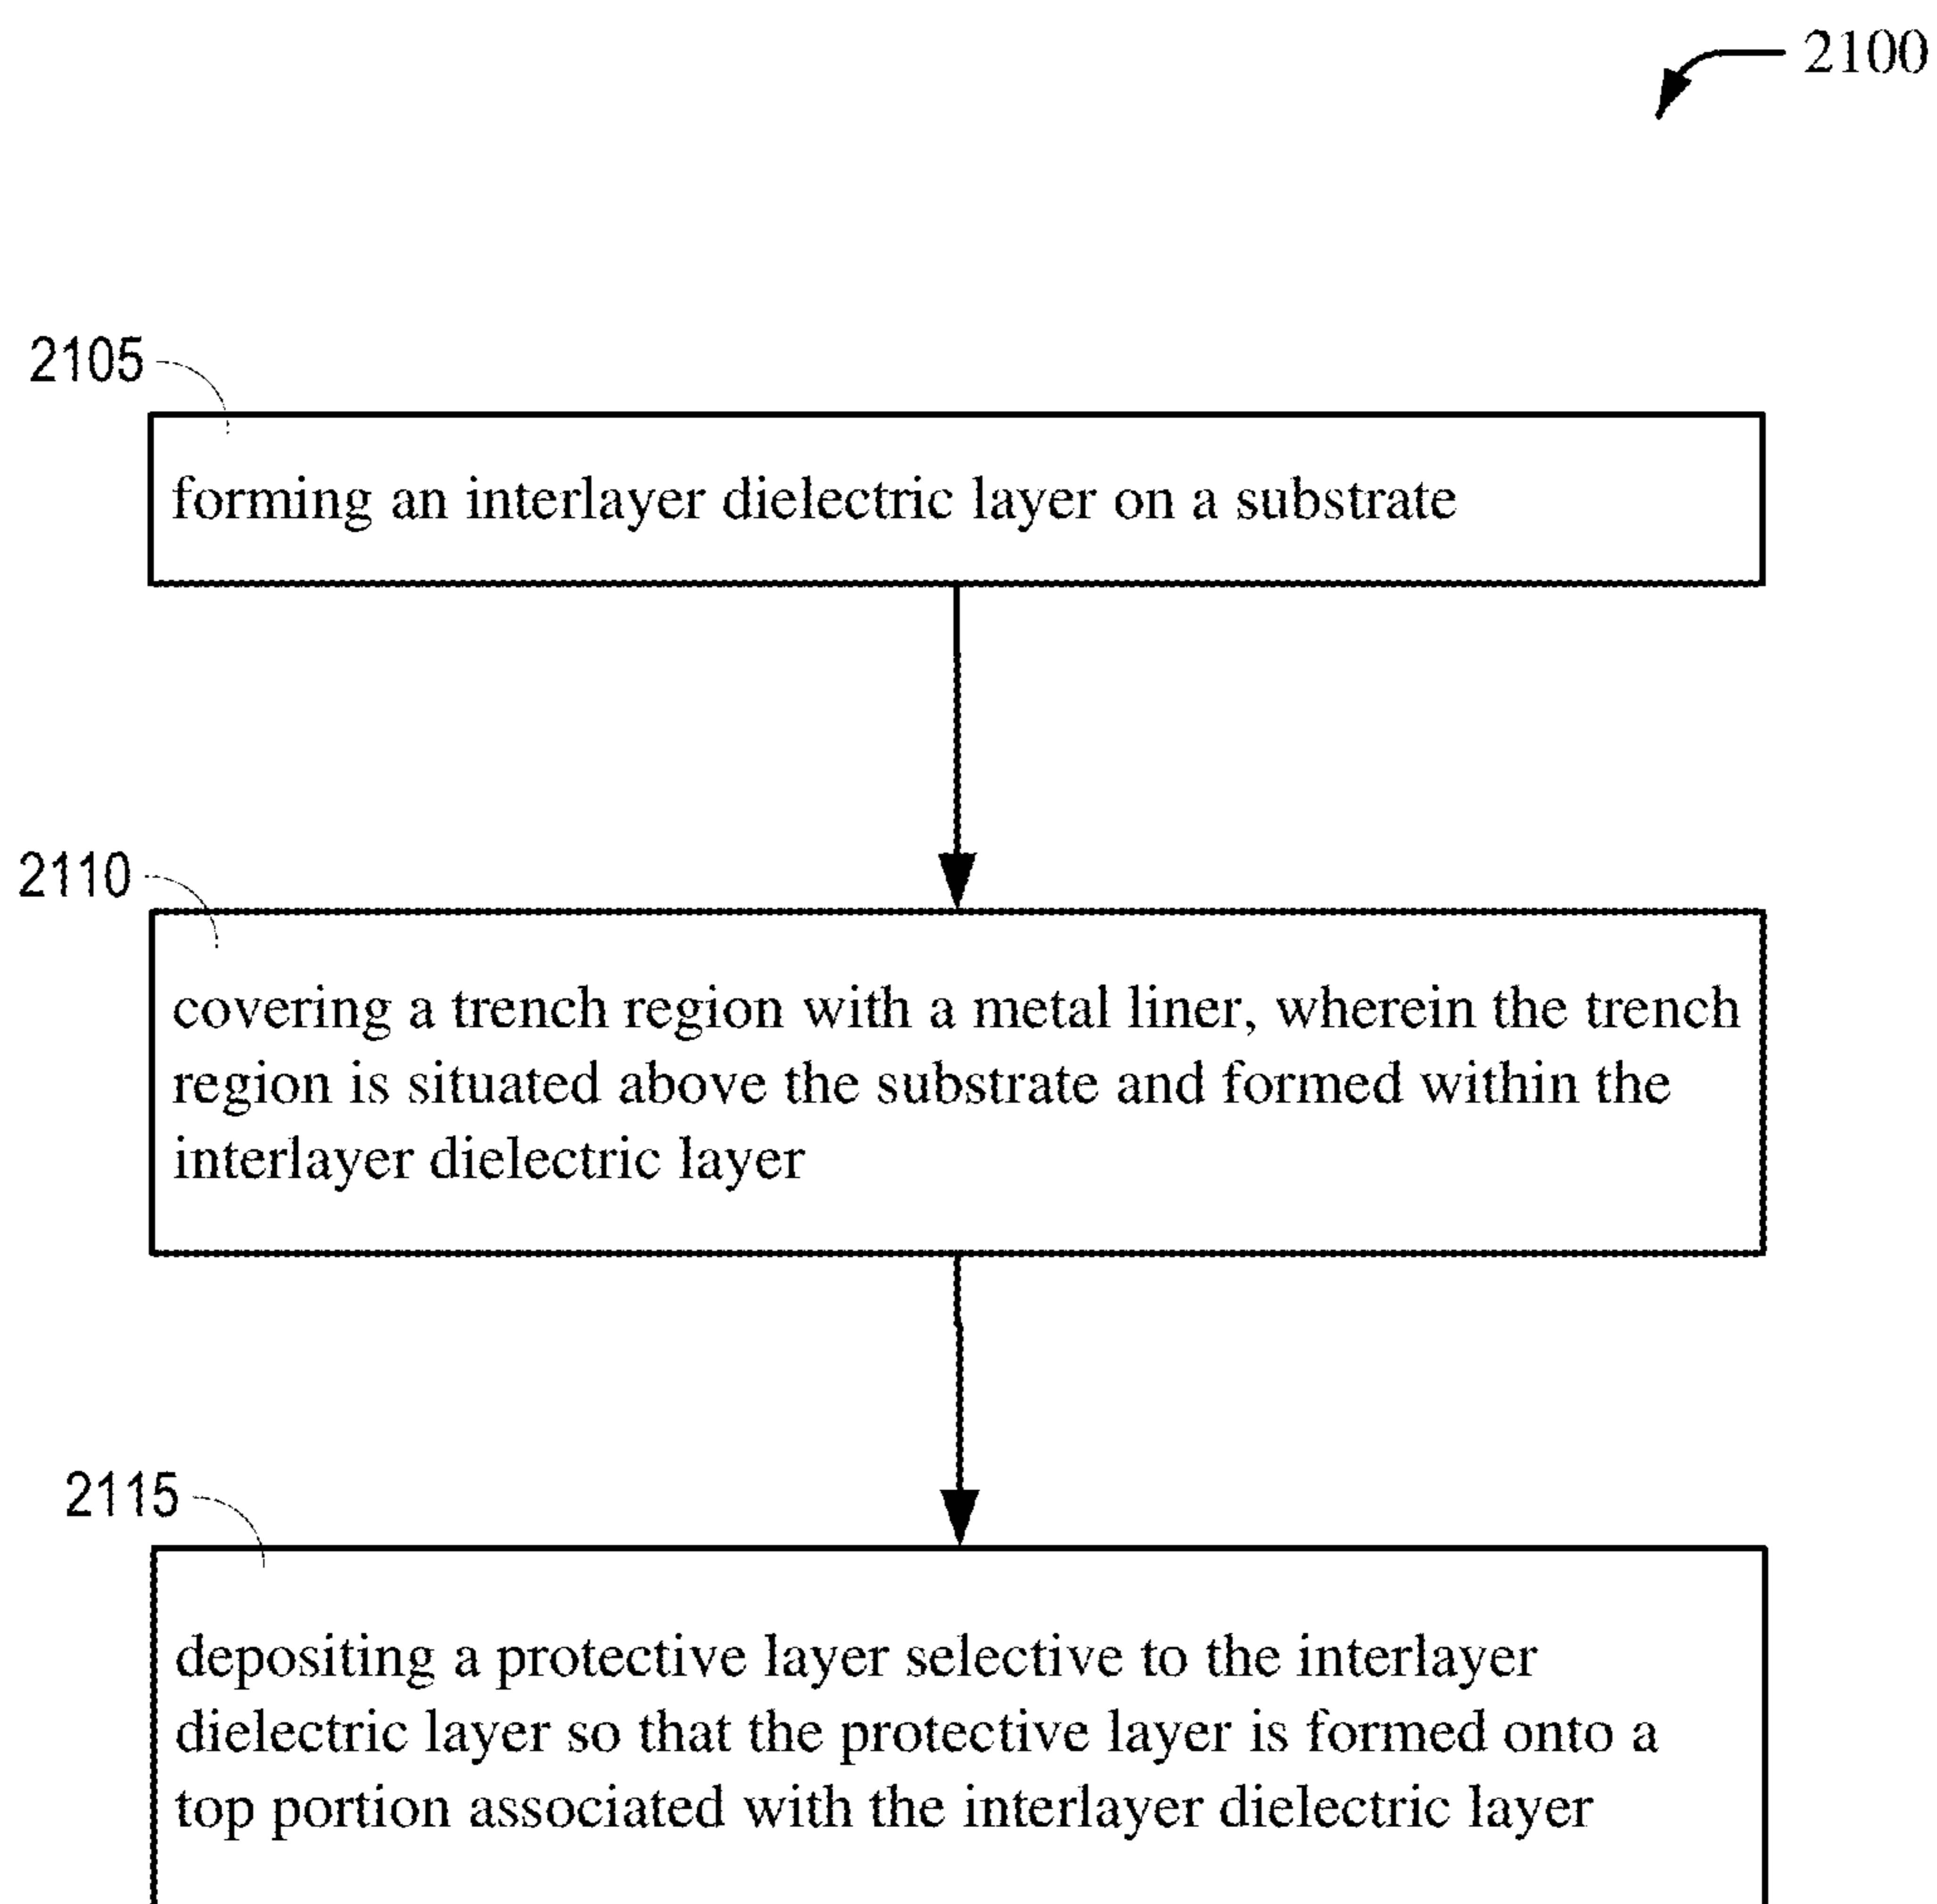 2100
2105
forming an interlayer dielectric layer on a substrate
2110
covering a trench region with a metal liner, wherein the trench
region is situated above the substrate and formed within the
interlayer dielectric layer
2115
depositing a protective layer selective to the interlayer
dielectric layer so that the protective layer is formed onto a
top portion associated with the interlayer dielectric layer